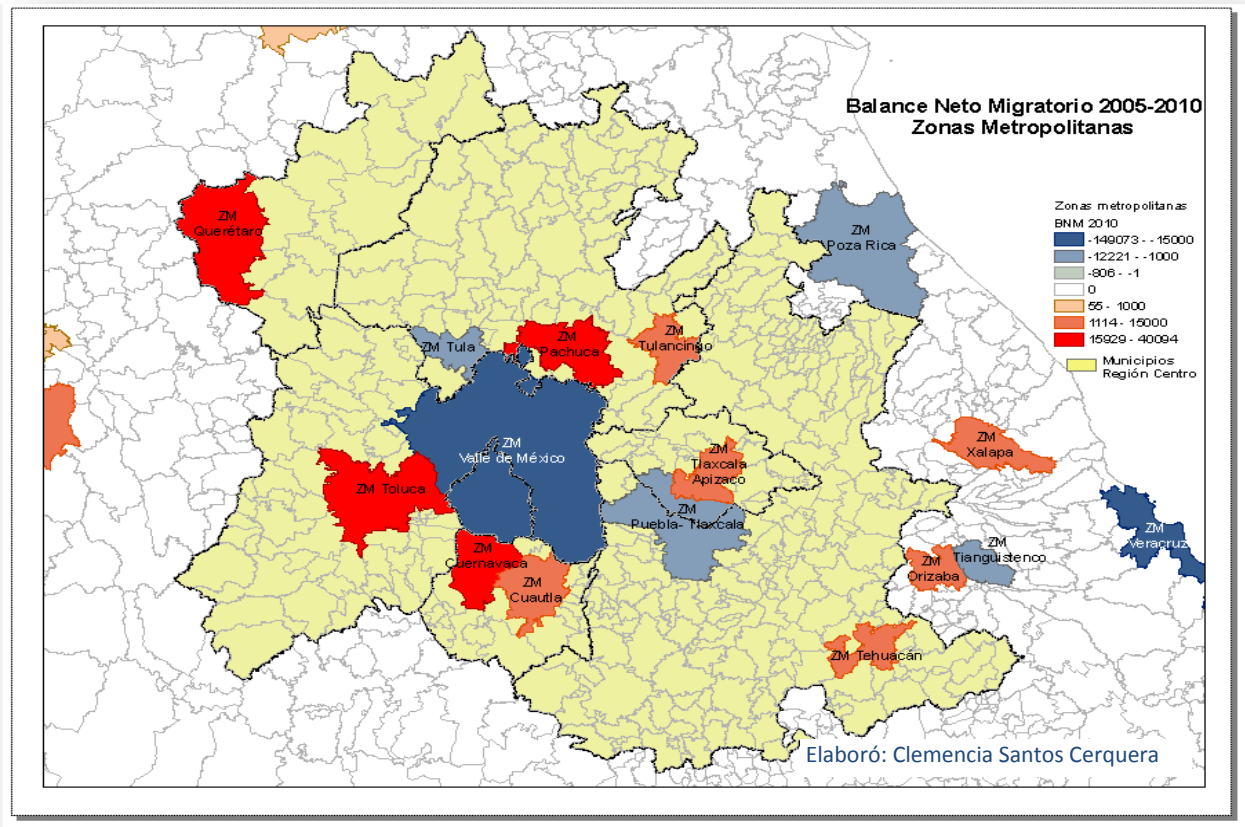 Balance Neto Migratorio 2005-2010
Zonas Metropolitanas
Zonas metropolitanas
BNM 2010
-149073 - -15000
-12221 - -1000
-806 - -1
0
55 - 1000
1114 - 15000
15929 - 40094
Municipios
Región Centro
ZM
Querétaro
ZM
Poza Rica
ZM Tula
ZM
Pachuca
ZM
Tulancingo
ZM
Valle de México
ZM Toluca
ZM
Tlaxcala
Apizaco
ZM
Xalapa
ZM
Puebla- Tlaxcala
ZM
Veracruz
ZM
Cuernavaca
ZM
Cuautla
ZM
Orizaba
ZM
Tianguistenco
ZM Tehuacán
Elaboró: Clemencia Santos Cerquera